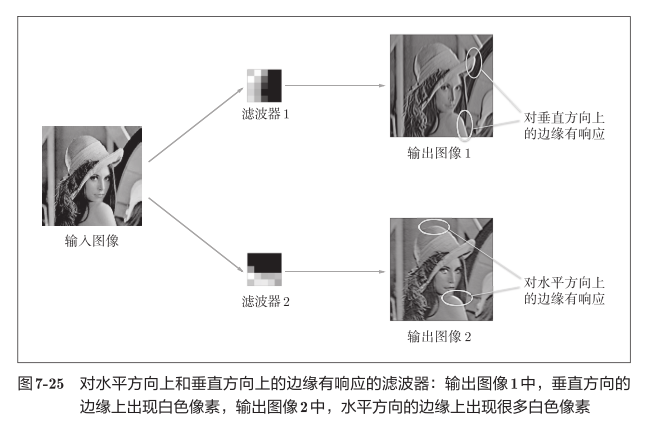 滤波器 1
对垂直方向上
的边缘有响应
输出图像 1
输入图像
滤波器 2
对水平方向上
的边缘有响应
输出图像 2
图7-25 对水平方向上和垂直方向上的边缘有响应的滤波器：输出图像1中，垂直方向的
边缘上出现白色像素，输出图像2中，水平方向的边缘上出现很多白色像素